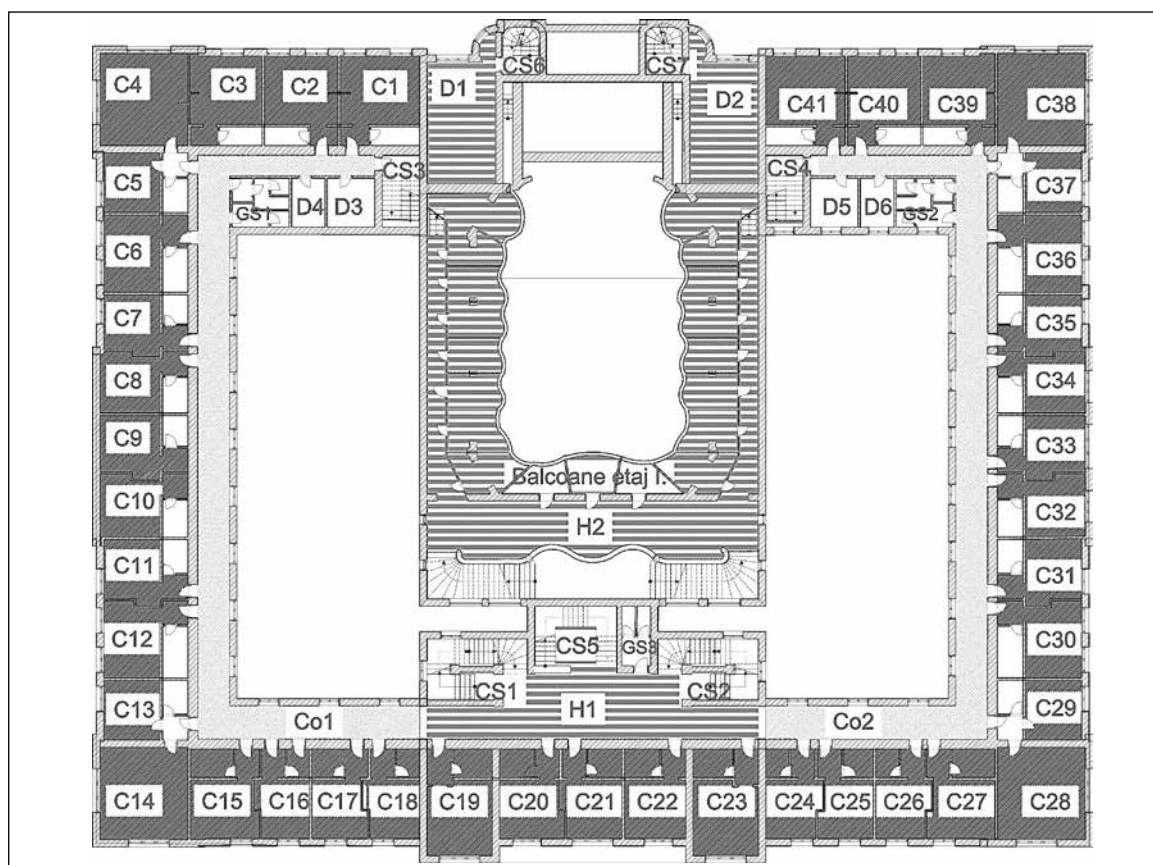 CS6 CS7
C4 C3 C2 C1 D1 D2 C41 C40 C39 C38
C5 CS3 CS4 C37
GS1 D4 D3 D5 D6 GS2
C6 C36
C7 C35
C8 C34
C9 C33
Balcoane etaj I.
C10 H2 C32
C11 C31
C12 CS5 GS3 C30
CS1 CS2
C13 H1 C29
Co1 Co2
C14 C15 C16 C17 C18 C19 C20 C21 C22 C23 C24 C25 C26 C27 C28